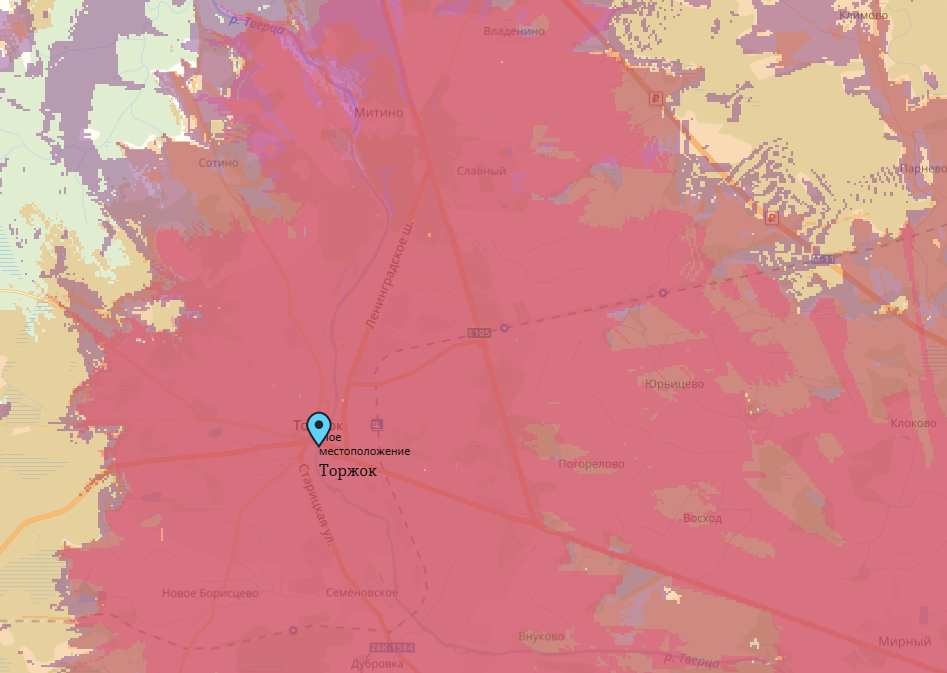 Климово
р. Тверца
Владенино
₽
Митино
Сотино
Славный
Парнево
₽
М-11
Ленинградское ш.
E105
Юрьицево
Клоково
Торжок
Мое
местоположение
Торжок
Погорелово
Старицкая ул.
Восход
Новое Борисцево
Семёновское
Внуково
28К-1584
Мирный
Дубровка
р. Тверца